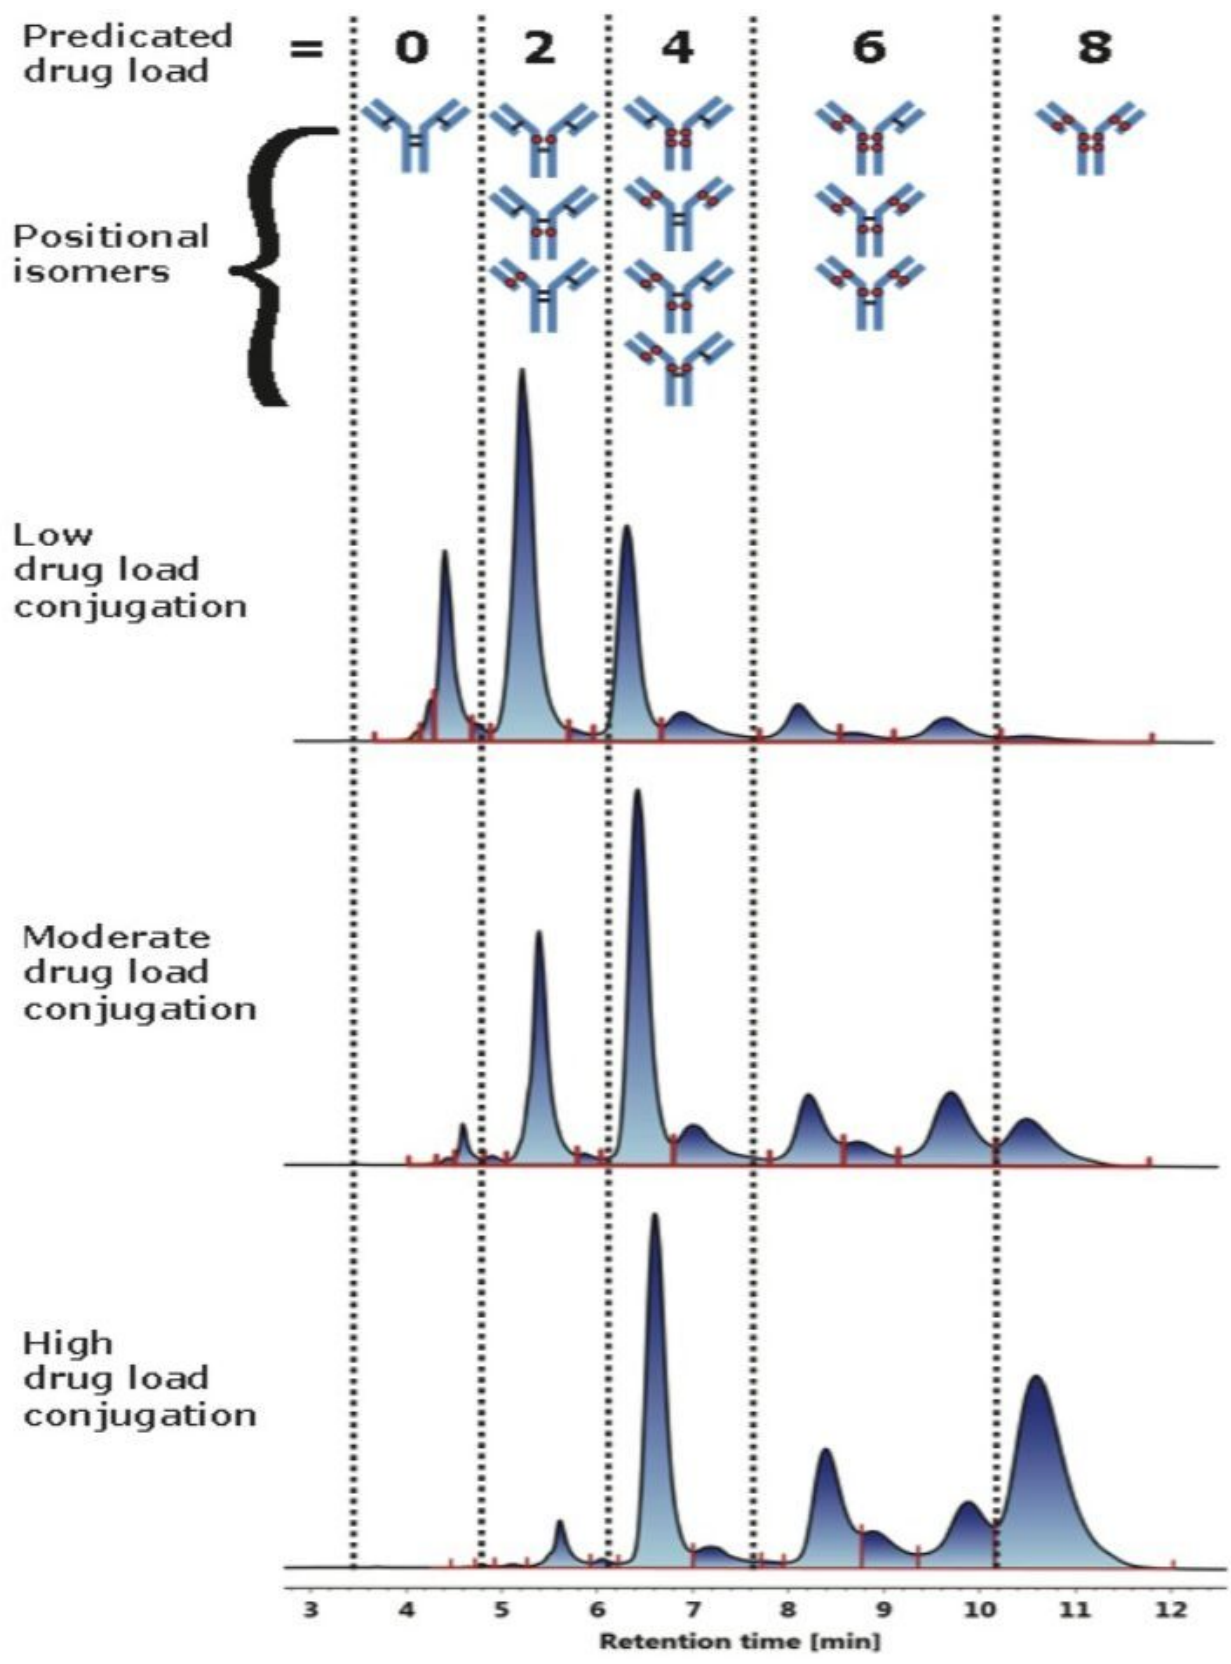 Predicated
drug load
= 0 2 4 6 8
Positional
isomers
Low
drug load
conjugation
Moderate
drug load
conjugation
High
drug load
conjugation
3 4 5 6 7 8 9 10 11 12
Retention time [min]